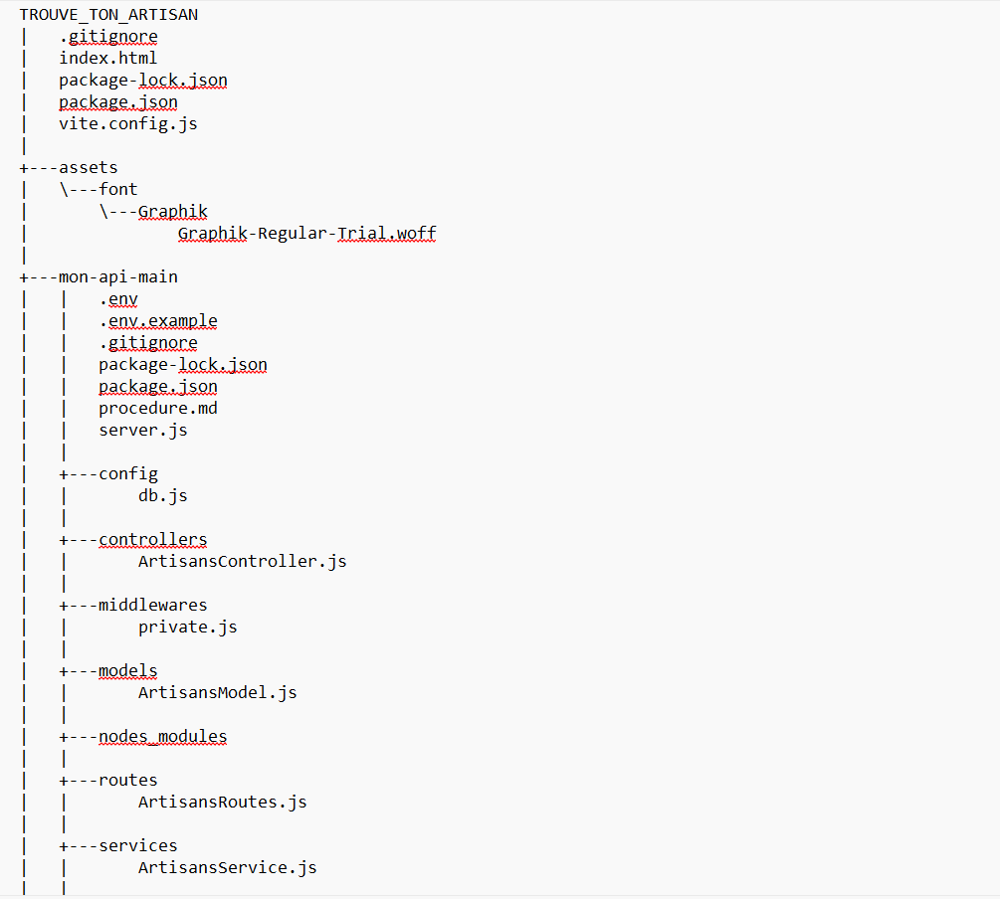 TROUVE_TON_ARTISAN
|   .gitignore
|   index.html
|   package-lock.json
|   package.json
|   vite.config.js
|
+---assets
|   \---font
|       \---Graphik
|               Graphik-Regular-Trial.woff
|
+---mon-api-main
|   |   .env
|   |   .env.example
|   |   .gitignore
|   |   package-lock.json
|   |   package.json
|   |   procedure.md
|   |   server.js
|   |
|   +---config
|   |       db.js
|   |
|   +---controllers
|   |       ArtisansController.js
|   |
|   +---middlewares
|   |       private.js
|   |
|   +---models
|   |       ArtisansModel.js
|   |
|   +---nodes_modules
|   |
|   +---routes
|   |       ArtisansRoutes.js
|   |
|   +---services
|   |       ArtisansService.js
|   |